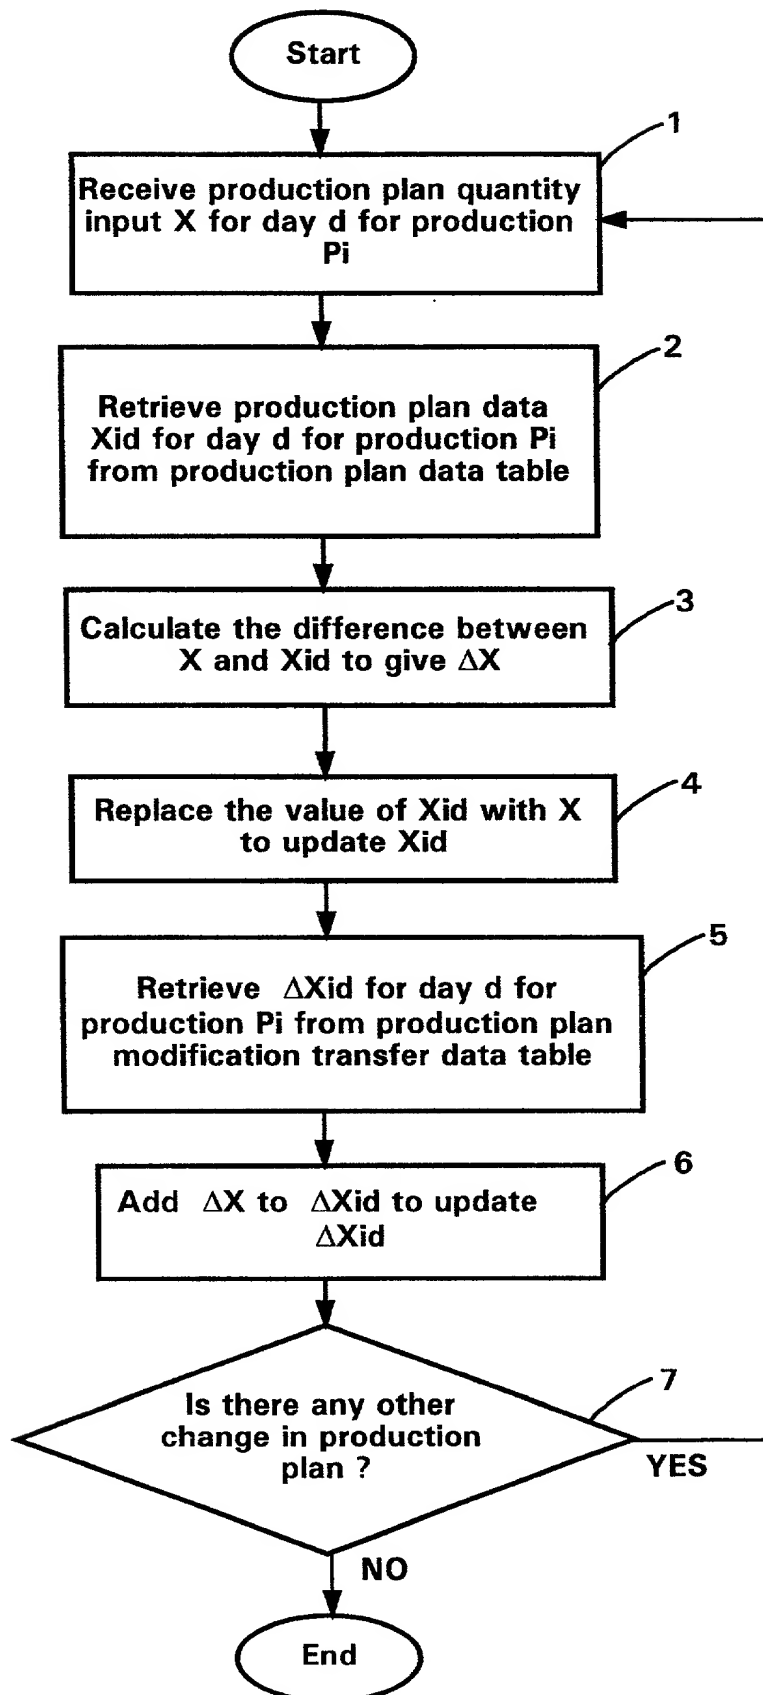 Start
1
Receive production plan quantity
input X for day d for production
Pi
2
Retrieve production plan data
Xid for day d for production Pi
from production plan data table
3
Calculate the difference between
X and Xid to give ΔX
4
Replace the value of Xid with X
to update Xid
5
Retrieve ΔXid for day d for
production Pi from production plan
modification transfer data table
6
Add ΔX to ΔXid to update
ΔXid
7
Is there any other
change in production
plan ?
YES
NO
End